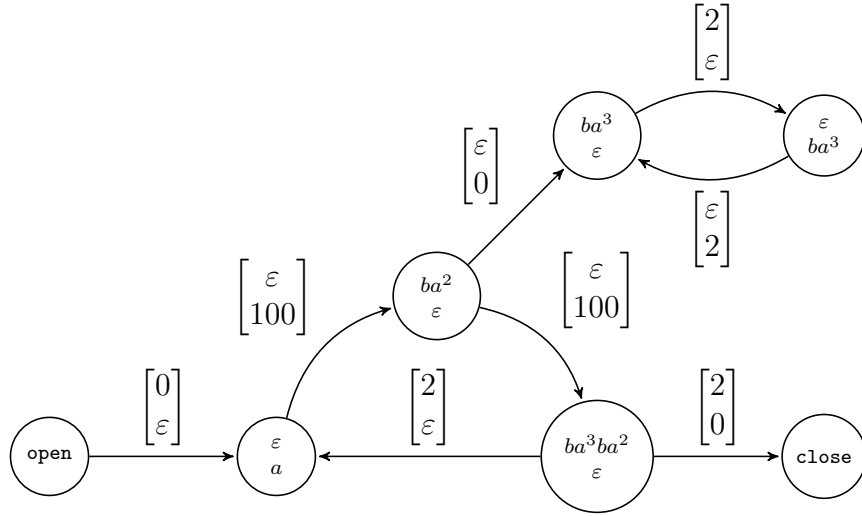 [2 ε]
ba³ ε
ε ba³
[ε 0]
[ε 2]
[ε 100]
ba² ε
[ε 100]
[0 ε]
[2 ε]
[2 0]
open
ε a
ba³ba² ε
close